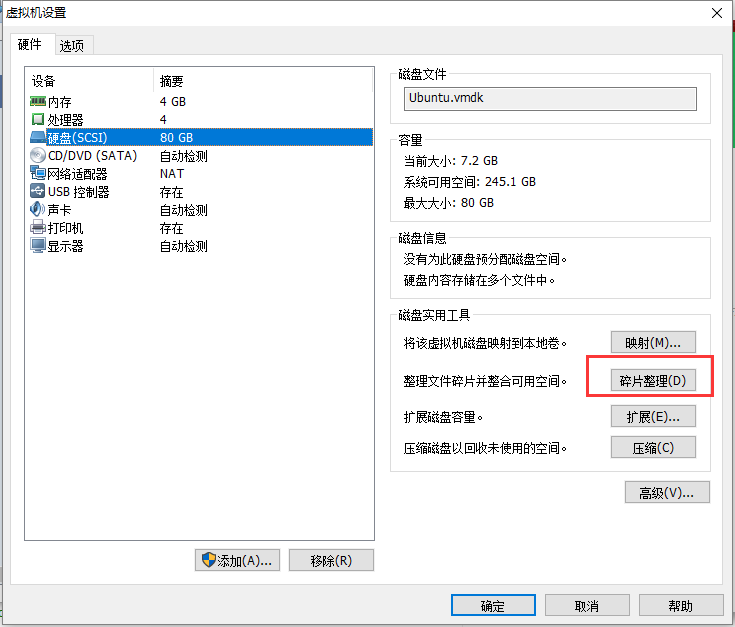 虚拟机设置
硬件 选项
设备 摘要
内存 4 GB
处理器 4
硬盘(SCSI) 80 GB
CD/DVD (SATA) 自动检测
网络适配器 NAT
USB 控制器 存在
声卡 自动检测
打印机 存在
显示器 自动检测
添加(A)... 移除(R)
磁盘文件
Ubuntu.vmdk
容量
当前大小: 7.2 GB
系统可用空间: 245.1 GB
最大大小: 80 GB
磁盘信息
没有为此硬盘预分配磁盘空间。
硬盘内容存储在多个文件中。
磁盘实用工具
将该虚拟机磁盘映射到本地卷。 映射(M)...
整理文件碎片并整合可用空间。 碎片整理(D)
扩展磁盘容量。 扩展(E)...
压缩磁盘以回收未使用的空间。 压缩(C)
高级(V)...
确定 取消 帮助